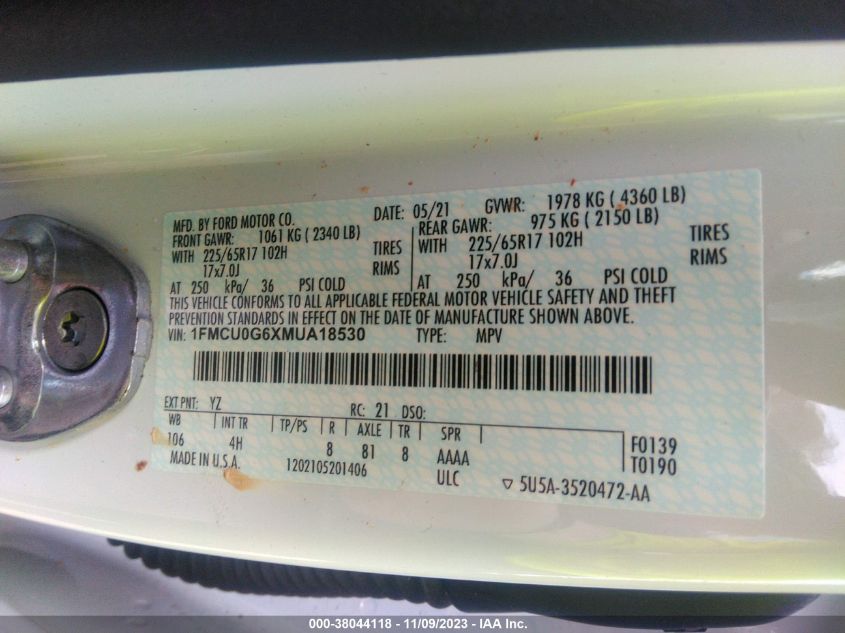 MFD. BY FORD MOTOR CO. DATE: 05/21 GVWR: 1978 KG ( 4360 LB)
FRONT GAWR: 1061 KG ( 2340 LB) REAR GAWR: 975 KG ( 2150 LB)
WITH 225/65R17 102H TIRES WITH 225/65R17 102H TIRES
17x7.0J RIMS 17x7.0J RIMS
AT 250 kPa/ 36 PSI COLD AT 250 kPa/ 36 PSI COLD
THIS VEHICLE CONFORMS TO ALL APPLICABLE FEDERAL MOTOR VEHICLE SAFETY AND THEFT
PREVENTION STANDARDS IN EFFECT ON THE DATE OF MANUFACTURE SHOWN ABOVE.
VIN: 1FMCU0G6XMUA18530 TYPE: MPV
EXT PNT: YZ RC: 21 DSO:
WB INT TR TP/PS R AXLE TR SPR
106 4H 8 81 8 AAAA F0139
MADE IN U.S.A. 1202105201406 ULC T0190
▽ 5U5A-3520472-AA
000-38044118 - 11/09/2023 - IAA Inc.